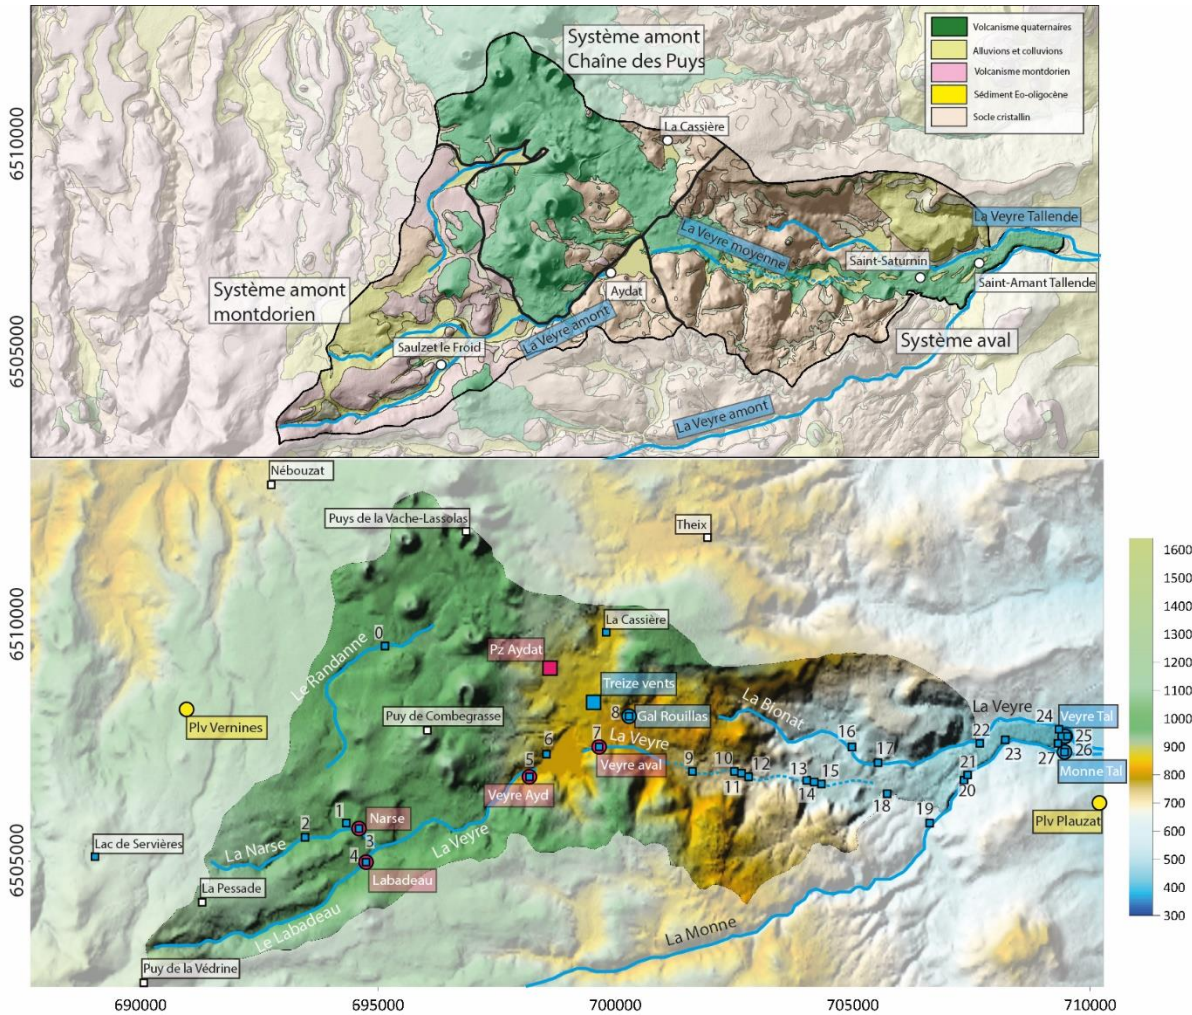 Système amont
Chaîne des Puys
Volcanisme quaternaires
Alluvions et colluvions
Volcanisme montdorien
Sédiment Eo-oligocène
Socle cristallin
La Cassière
6510000
La Veyre Tallende
La Veyre moyenne
Saint-Saturnin
Saint-Amant Tallende
Aydat
Système amont
montdorien
La Veyre amont
Système aval
Saulzet le Froid
6505000
La Veyre amont
Nébouzat
Puys de la Vache-Lassolas
Theix
1600
1500
1400
1300
1200
1100
1000
900
800
700
600
500
400
300
6510000
0
La Cassière
Le Randanne
Pz Aydat
Treize vents
8
Gal Rouillas
Plv Vernines
Puy de Combegrasse
La Blonat
La Veyre
24
Veyre Tal
16
22
25
6
7
La Veyre
17
23
26
27
Veyre aval
Monne Tal
5
9
10
12
11
13
15
14
Veyre Ayd
18
20
21
Plv Plauzat
1
Narse
2
3
19
La Narse
La Veyre
Lac de Servières
4
Labadeau
6505000
La Pessade
Le Labadeau
La Monne
Puy de la Védrine
690000
695000
700000
705000
710000